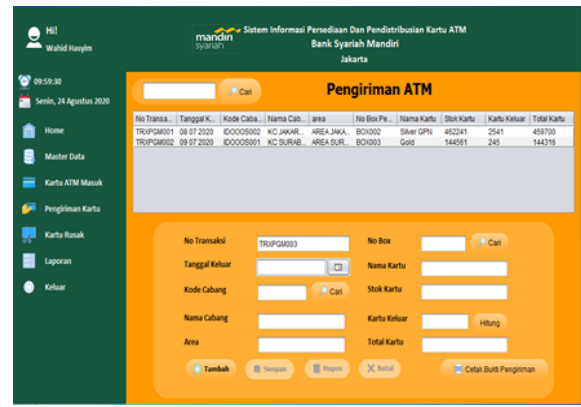 Hi!
Wahid Hasyim
mandiri
syariah
Sistem Informasi Persediaan Dan Pendistribusian Kartu ATM
Bank Syariah Mandiri
Jakarta
09:59:30
Senin, 24 Agustus 2020
Home
Master Data
Kartu ATM Masuk
Pengiriman Kartu
Kartu Rusak
Laporan
Keluar
Cari
Pengiriman ATM
No Transa... Tanggal K... Kode Caba... Nama Cab... area No Box Pe... Nama Kartu Stok Kartu Kartu Keluar Total Kartu
TRXPGM001 08 07 2020 IDOOOS002 KC JAKAR... AREA JAKA... BOX002 Silver GPN 462241 2541 459700
TRXPGM002 09 07 2020 IDOOOS001 KC SURAB... AREA SUR... BOX003 Gold 144561 245 144316
No Transaksi TRXPGM003 No Box Cari
Tanggal Keluar Nama Kartu
Kode Cabang Cari Stok Kartu
Nama Cabang Kartu Keluar Hitung
Area Total Kartu
Tambah Simpan Hapus Batal Cetak Bukti Pengiriman